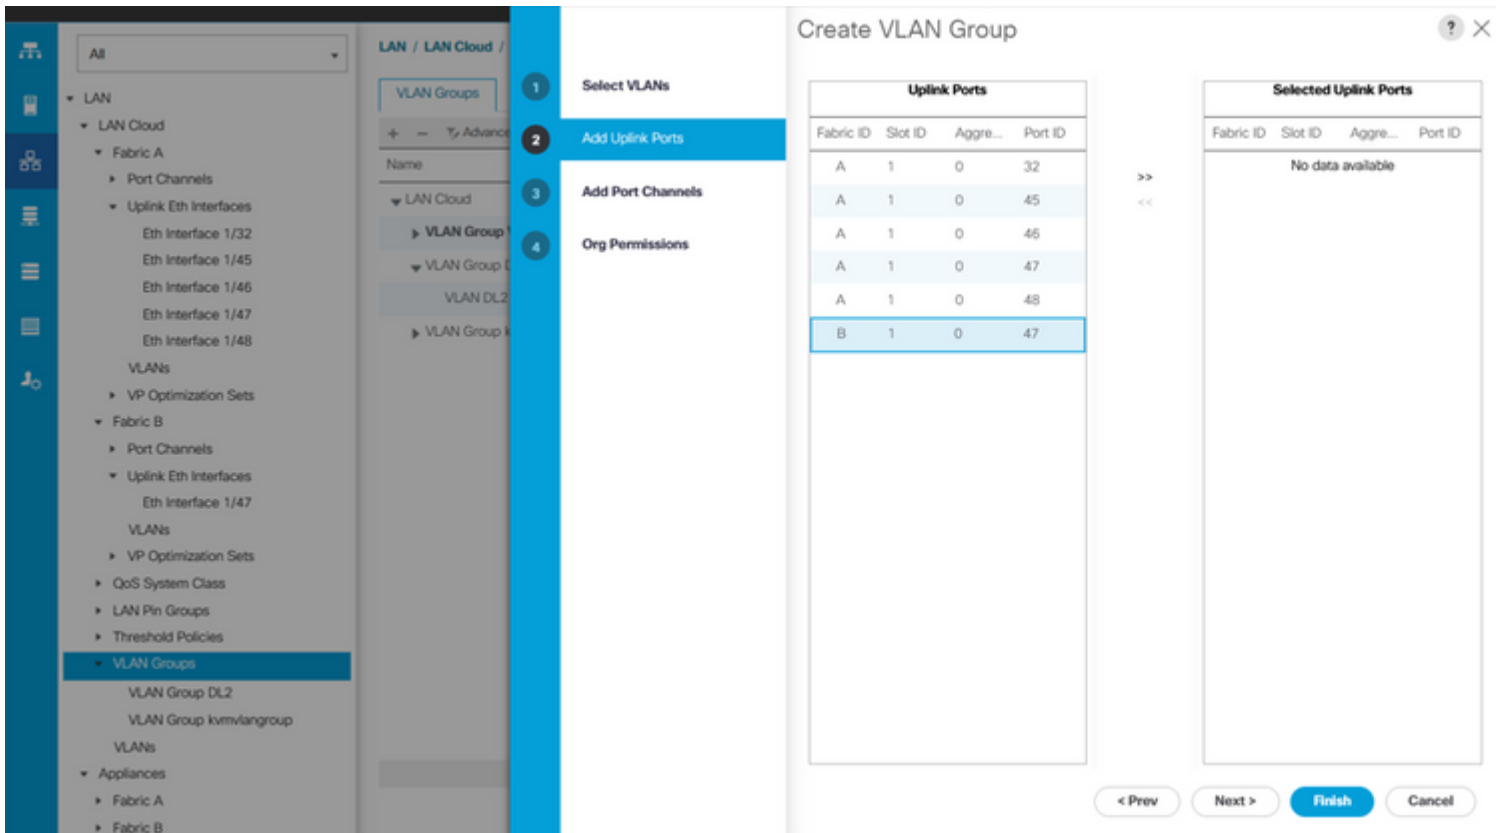 All
LAN
LAN Cloud
Fabric A
Port Channels
Uplink Eth Interfaces
Eth Interface 1/32
Eth Interface 1/45
Eth Interface 1/46
Eth Interface 1/47
Eth Interface 1/48
VLANs
VP Optimization Sets
Fabric B
Port Channels
Uplink Eth Interfaces
Eth Interface 1/47
VLANs
VP Optimization Sets
QoS System Class
LAN Pin Groups
Threshold Policies
VLAN Groups
VLAN Group DL2
VLAN Group kvmvlangroup
VLANs
Appliances
Fabric A
Fabric B
LAN / LAN Cloud /
VLAN Groups
+ − Advance
Name
LAN Cloud
VLAN Group
VLAN Group D
VLAN DL2
VLAN Group k
1 Select VLANs
2 Add Uplink Ports
3 Add Port Channels
4 Org Permissions
Create VLAN Group
? ×
Uplink Ports
Fabric ID Slot ID Aggre... Port ID
A 1 0 32
A 1 0 45
A 1 0 46
A 1 0 47
A 1 0 48
B 1 0 47
>>
<<
Selected Uplink Ports
Fabric ID Slot ID Aggre... Port ID
No data available
< Prev Next > Finish Cancel